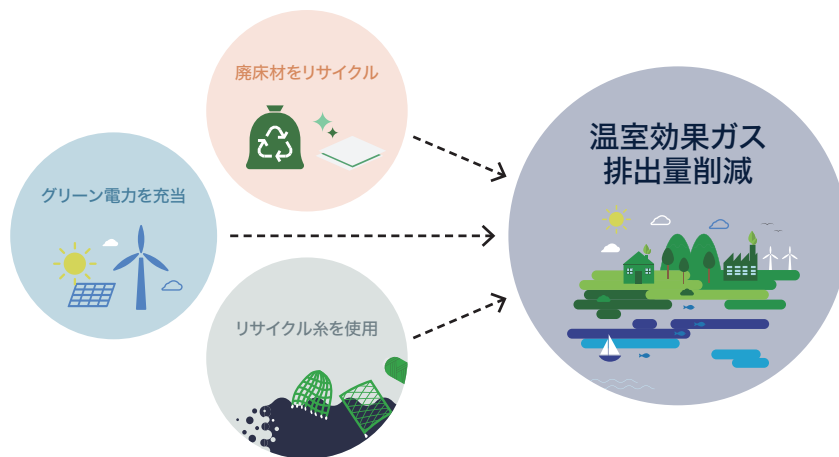 廃床材をリサイクル
グリーン電力を充当
リサイクル糸を使用
温室効果ガス
排出量削減